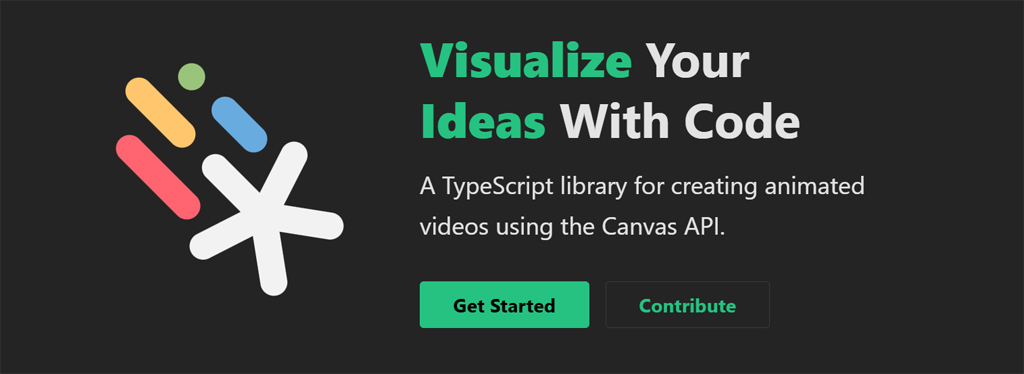 Visualize Your
Ideas With Code
A TypeScript library for creating animated
videos using the Canvas API.
Get Started
Contribute